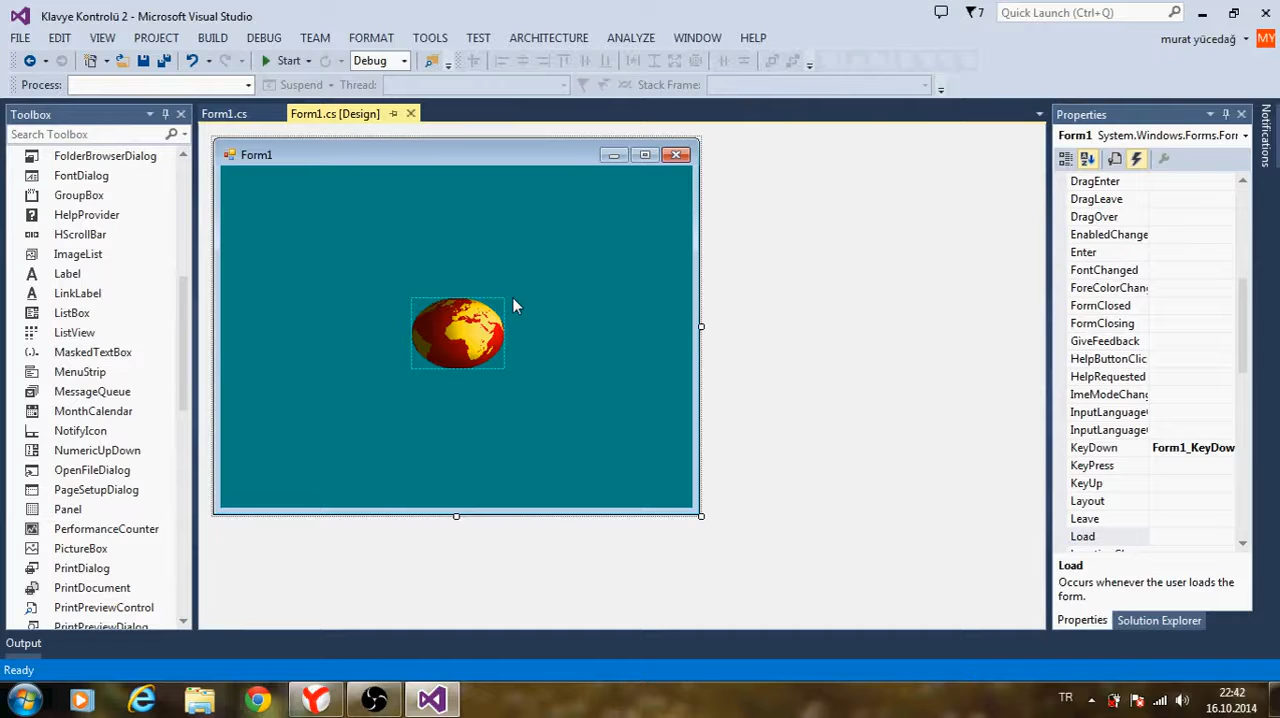 Klavye Kontrolü 2 - Microsoft Visual Studio
7
Quick Launch (Ctrl+Q)
FILE EDIT VIEW PROJECT BUILD DEBUG TEAM FORMAT TOOLS TEST ARCHITECTURE ANALYZE WINDOW HELP
murat yücedağ MY
Start Debug
Process: Suspend Thread: Stack Frame:
Toolbox
Search Toolbox
FolderBrowserDialog
FontDialog
GroupBox
HelpProvider
HScrollBar
ImageList
Label
LinkLabel
ListBox
ListView
MaskedTextBox
MenuStrip
MessageQueue
MonthCalendar
NotifyIcon
NumericUpDown
OpenFileDialog
PageSetupDialog
Panel
PerformanceCounter
PictureBox
PrintDialog
PrintDocument
PrintPreviewControl
PrintPreviewDialog
Form1.cs Form1.cs [Design]
Form1
Properties
Form1 System.Windows.Forms.Forr
DragEnter
DragLeave
DragOver
EnabledChange
Enter
FontChanged
ForeColorChan
FormClosed
FormClosing
GiveFeedback
HelpButtonClic
HelpRequested
ImeModeChang
InputLanguage
InputLanguage
KeyDown Form1_KeyDow
KeyPress
KeyUp
Layout
Leave
Load
Load
Occurs whenever the user loads the
form.
Properties Solution Explorer
Notifications
Output
Ready
TR
22:42
16.10.2014